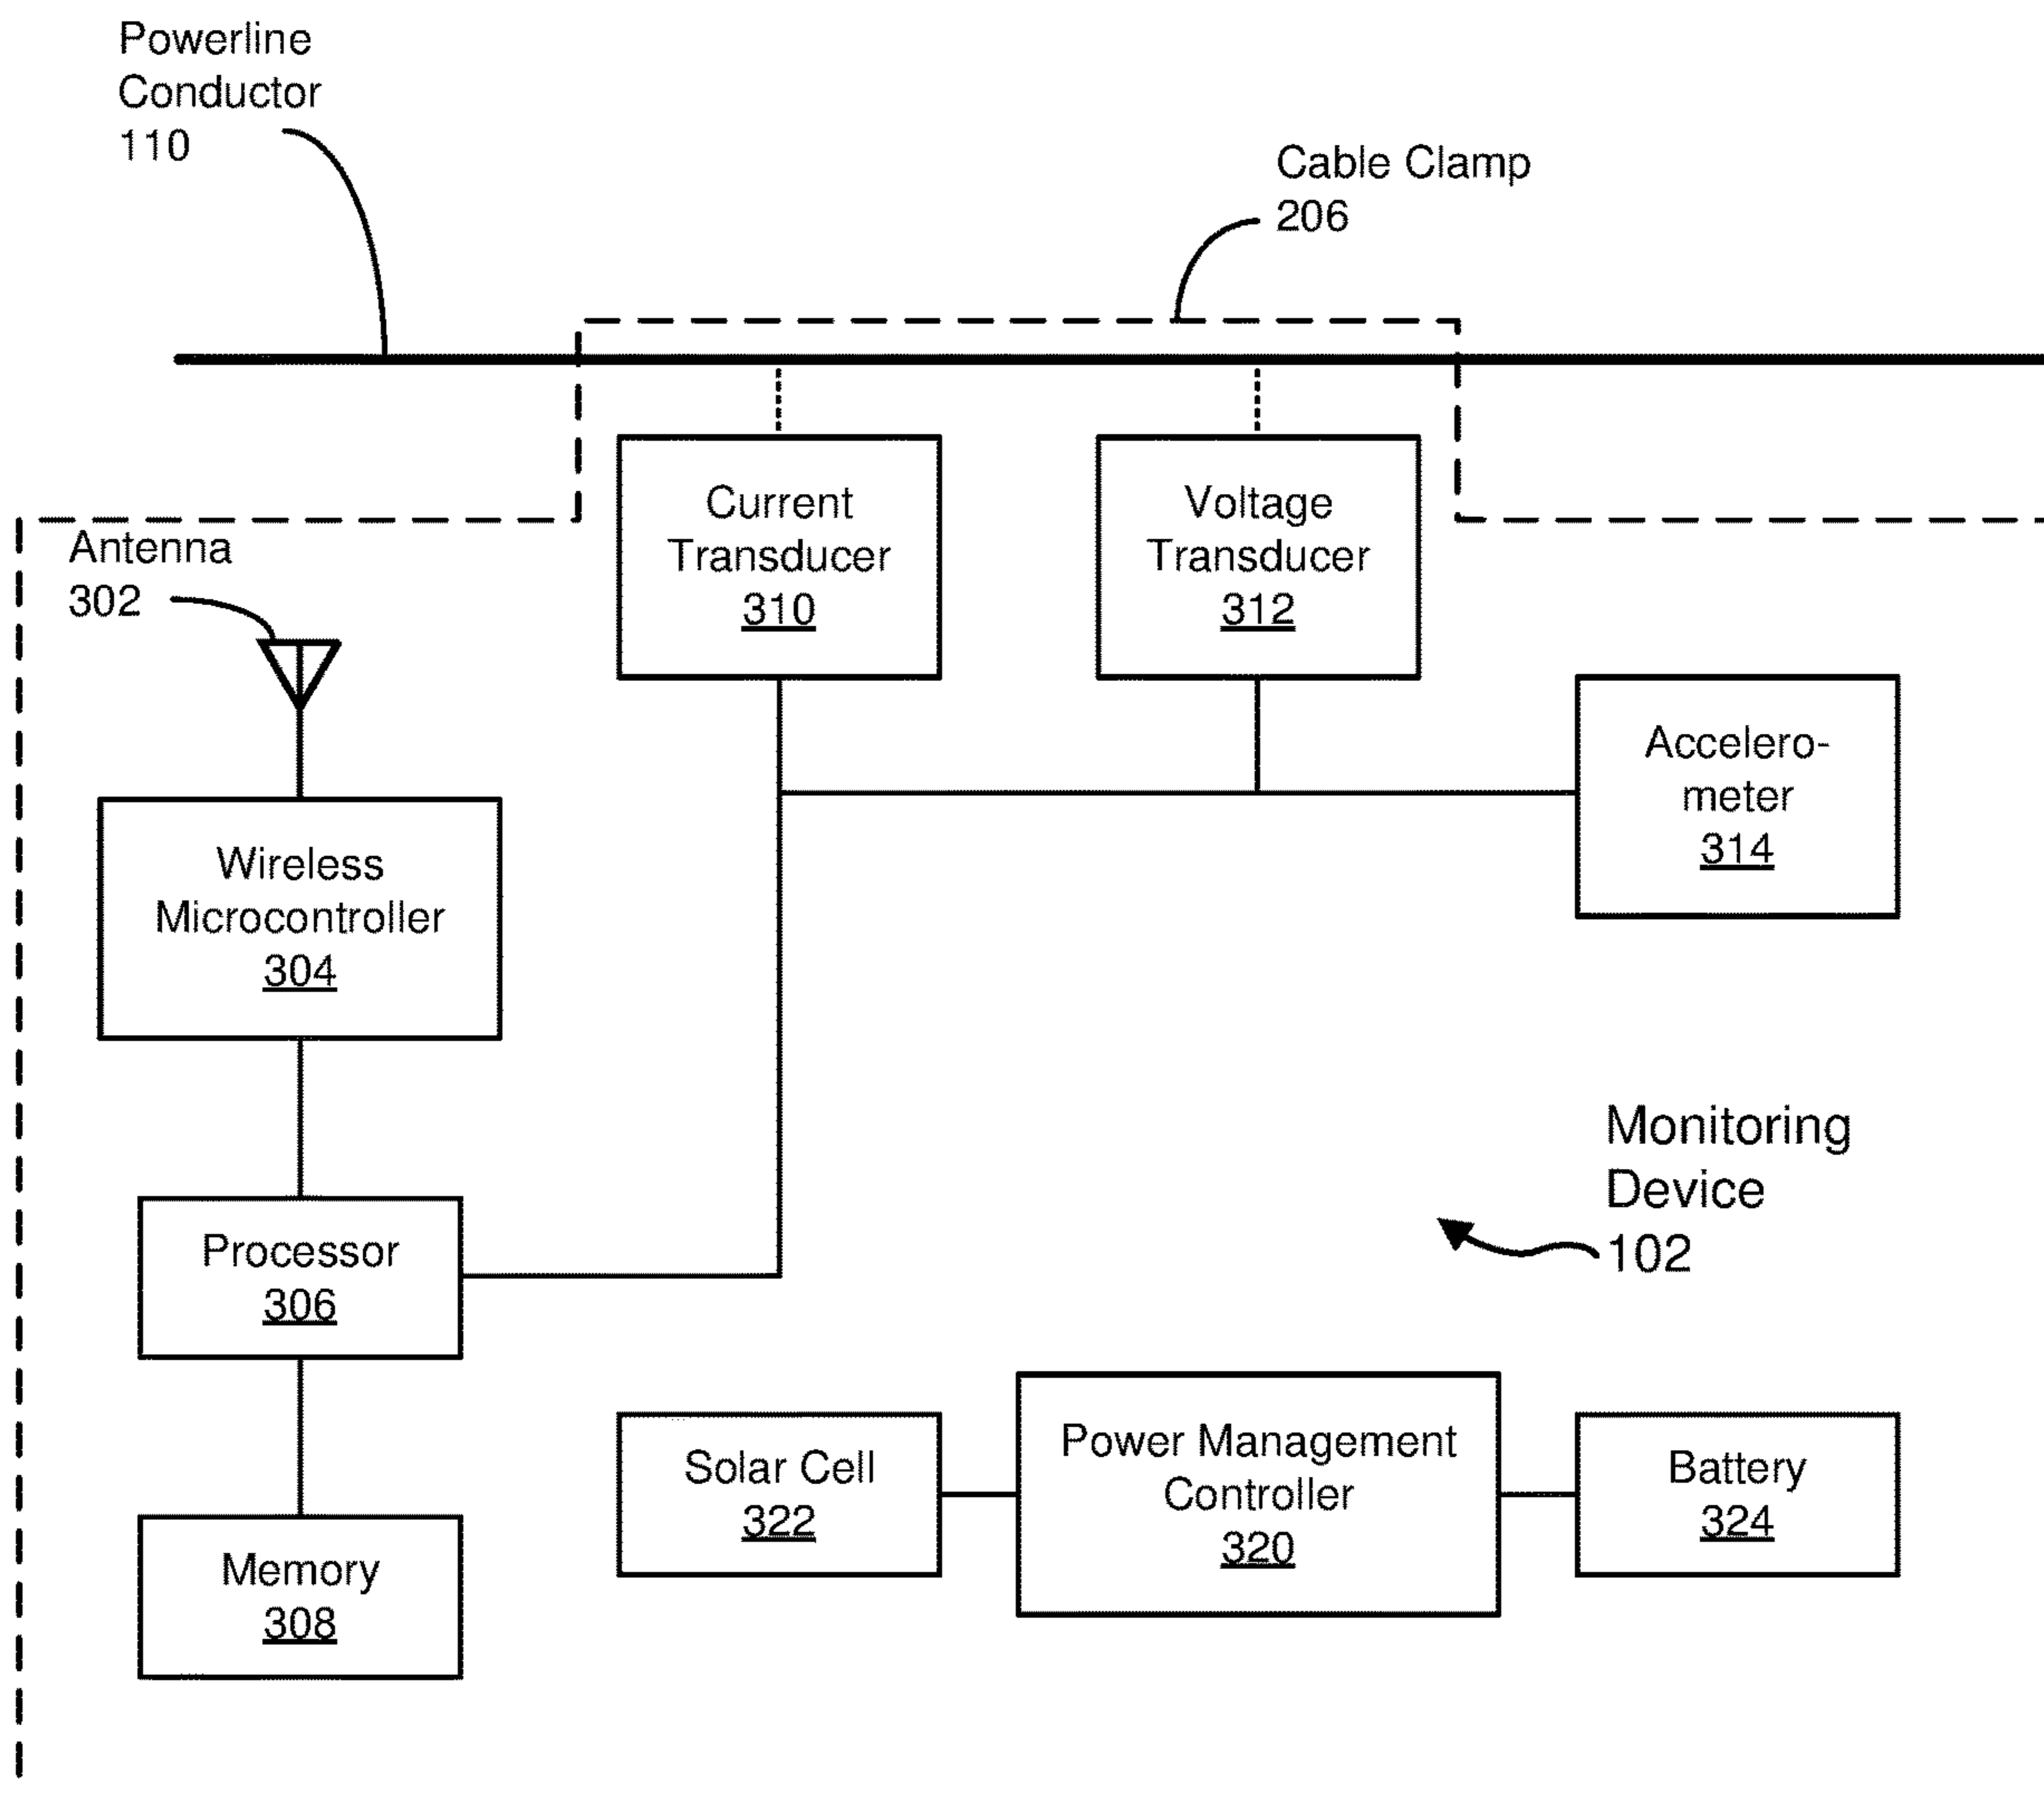 Powerline
Conductor
110
Cable Clamp
206
Antenna
302
Current
Transducer
310
Voltage
Transducer
312
Accelero-
meter
314
Wireless
Microcontroller
304
Monitoring
Device
102
Processor
306
Solar Cell
322
Power Management
Controller
320
Battery
324
Memory
308